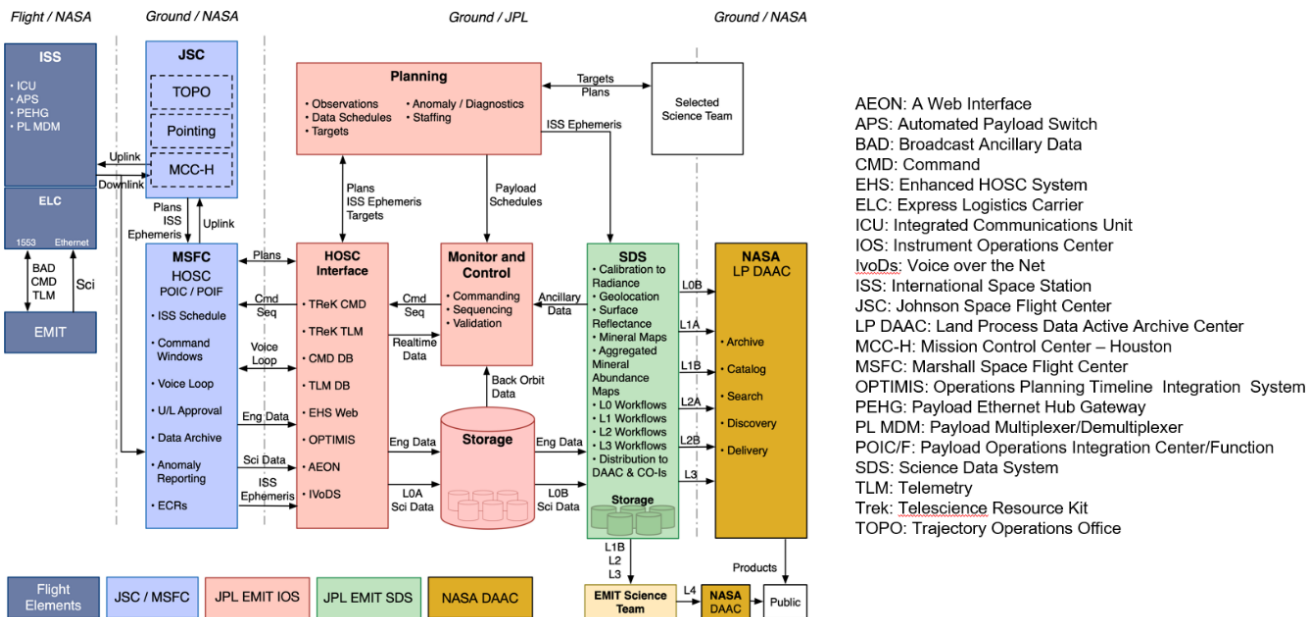 Flight / NASA
Ground / NASA
Ground / JPL
Ground / NASA
ISS
• ICU
• APS
• PEHG
• PL MDM
ELC
1553
Ethernet
BAD
CMD
TLM
Sci
EMIT
Uplink
Downlink
JSC
TOPO
Pointing
MCC-H
Plans
ISS
Ephemeris
Uplink
MSFC
HOSC
POIC / POIF
• ISS Schedule
• Command
Windows
• Voice Loop
• U/L Approval
• Data Archive
• Anomaly
Reporting
• ECRs
Plans
Cmd
Seq
Voice
Loop
Eng Data
Sci Data
ISS
Ephemeris
Planning
• Observations
• Data Schedules
• Targets
• Anomaly / Diagnostics
• Staffing
Targets
Plans
Selected
Science Team
ISS Ephemeris
Plans
ISS Ephemeris
Targets
Payload
Schedules
HOSC
Interface
• TReK CMD
• TReK TLM
• CMD DB
• TLM DB
• EHS Web
• OPTIMIS
• AEON
• IVoDS
Cmd
Seq
Realtime
Data
Eng Data
L0A
Sci Data
Monitor and
Control
• Commanding
• Sequencing
• Validation
Ancillary
Data
Back Orbit
Data
Storage
Eng Data
L0B
Sci Data
SDS
• Calibration to
Radiance
• Geolocation
• Surface
Reflectance
• Mineral Maps
• Aggregated
Mineral
Abundance
Maps
• L0 Workflows
• L1 Workflows
• L2 Workflows
• L3 Workflows
• Distribution to
DAAC & CO-Is
Storage
L0B
L1A
L1B
L2A
L2B
L3
NASA
LP DAAC
• Archive
• Catalog
• Search
• Discovery
• Delivery
L1B
L2
L3
Products
EMIT Science
Team
L4
NASA
DAAC
Public
Flight
Elements
JSC / MSFC
JPL EMIT IOS
JPL EMIT SDS
NASA DAAC
AEON: A Web Interface
APS: Automated Payload Switch
BAD: Broadcast Ancillary Data
CMD: Command
EHS: Enhanced HOSC System
ELC: Express Logistics Carrier
ICU: Integrated Communications Unit
IOS: Instrument Operations Center
IvoDs: Voice over the Net
ISS: International Space Station
JSC: Johnson Space Flight Center
LP DAAC: Land Process Data Active Archive Center
MCC-H: Mission Control Center – Houston
MSFC: Marshall Space Flight Center
OPTIMIS: Operations Planning Timeline Integration System
PEHG: Payload Ethernet Hub Gateway
PL MDM: Payload Multiplexer/Demultiplexer
POIC/F: Payload Operations Integration Center/Function
SDS: Science Data System
TLM: Telemetry
Trek: Telescience Resource Kit
TOPO: Trajectory Operations Office